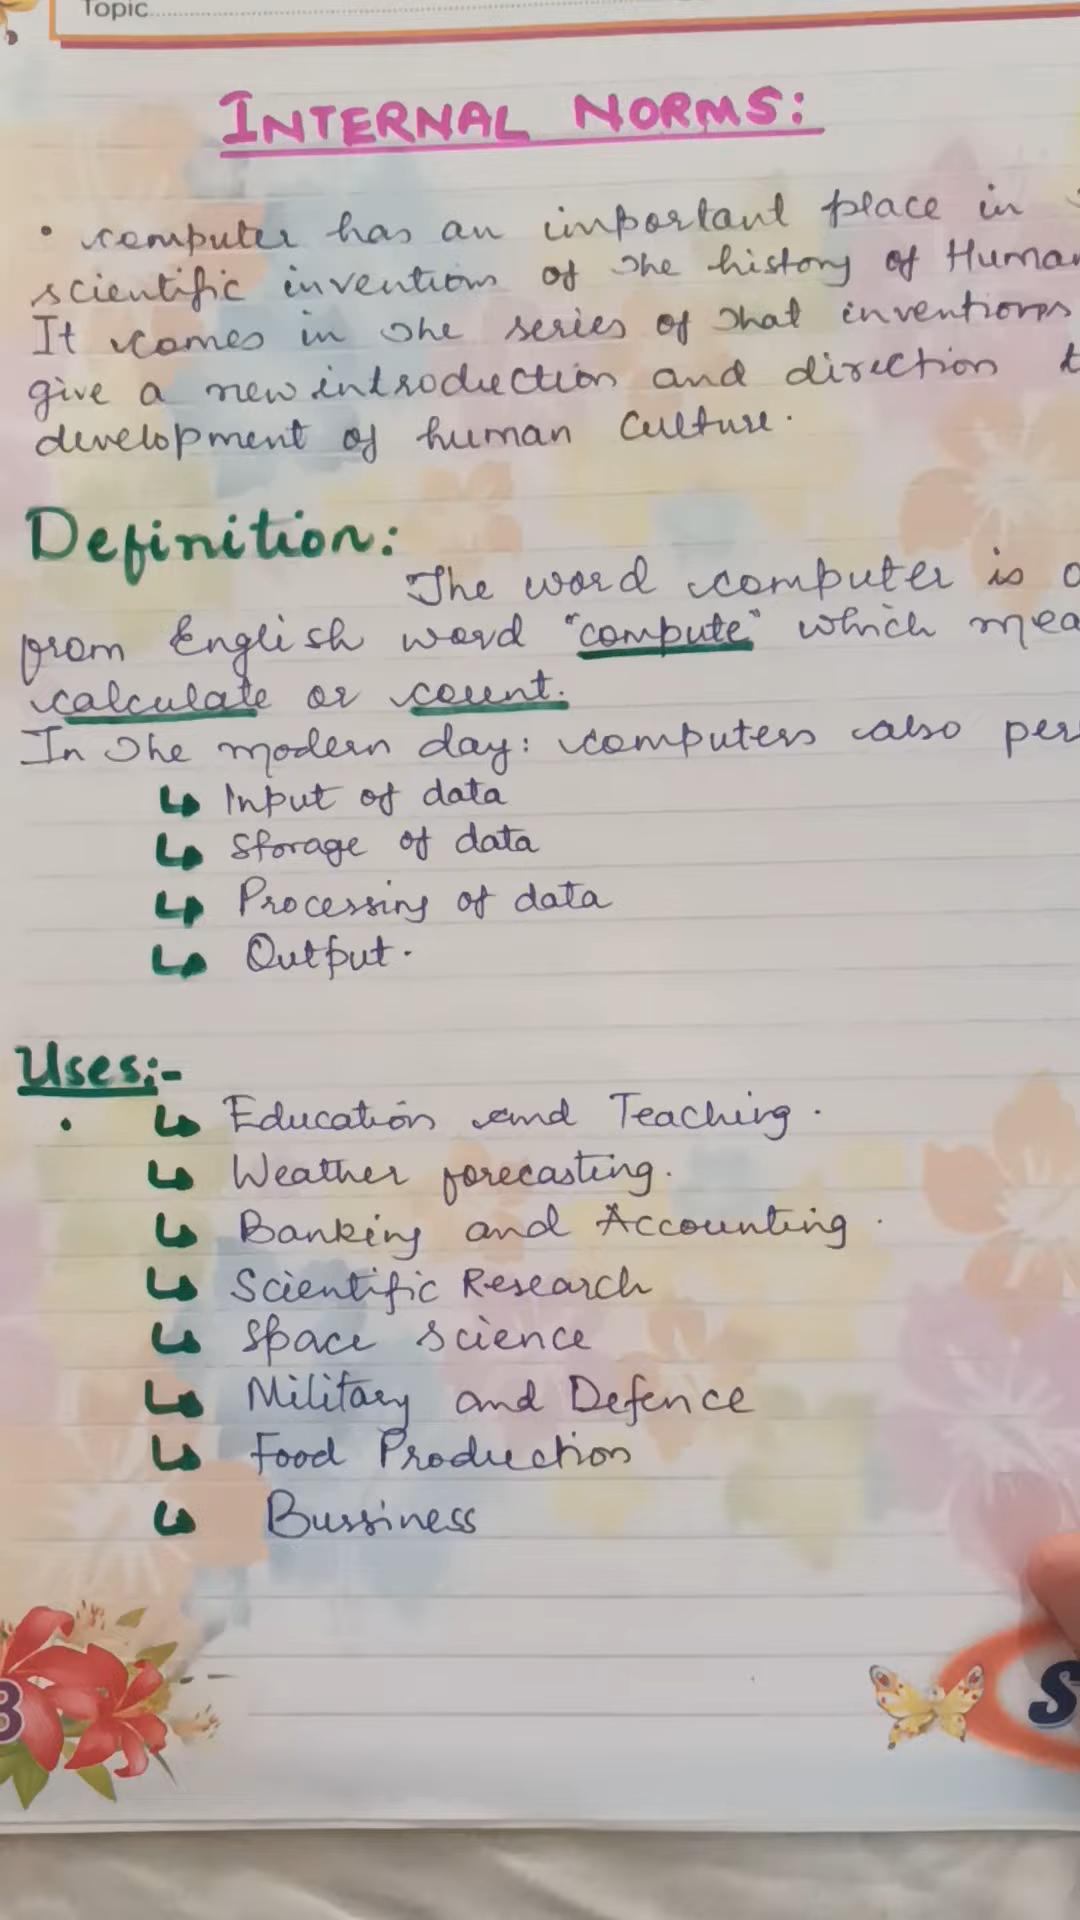 Topic
INTERNAL NORMS:
• computer has an important place in
scientific inventions of the history of Human
It comes in the series of that inventions
give a new introduction and direction t
development of human culture.
Definition:
The word computer is
from English word "compute" which mea
calculate or count.
In the modern day: computers also per
↳ Input of data
↳ Storage of data
↳ Processing of data
↳ Output.
Uses:-
• ↳ Education and Teaching.
↳ Weather forecasting.
↳ Banking and Accounting.
↳ Scientific Research
↳ Space science
↳ Military and Defence
↳ Food Production
↳ Bussiness
8
S